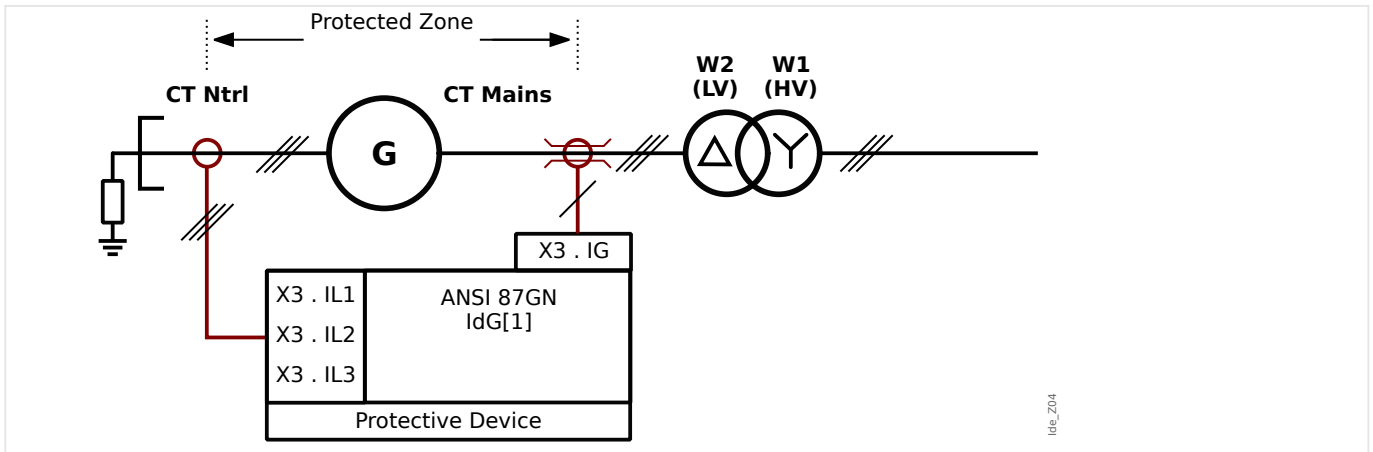 Protected Zone
CT Ntrl
CT Mains
W2
(LV)
W1
(HV)
G
X3 . IG
X3 . IL1
X3 . IL2
X3 . IL3
ANSI 87GN
IdG[1]
Protective Device
Ide_Z04